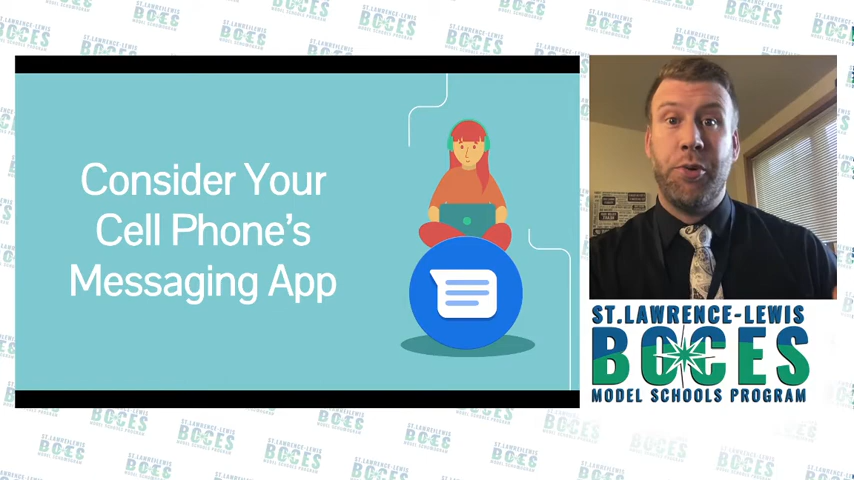 Consider Your
Cell Phone's
Messaging App
ST.LAWRENCE-LEWIS
BOCES
MODEL SCHOOLS PROGRAM